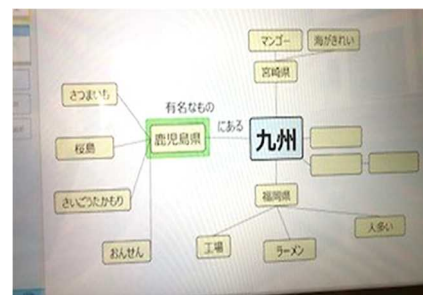 マンゴー
海がきれい
宮崎県
さつまいも
有名なもの
にある
鹿児島県
九州
桜島
さいごうたかもり
福岡県
おんせん
工場
ラーメン
人多い